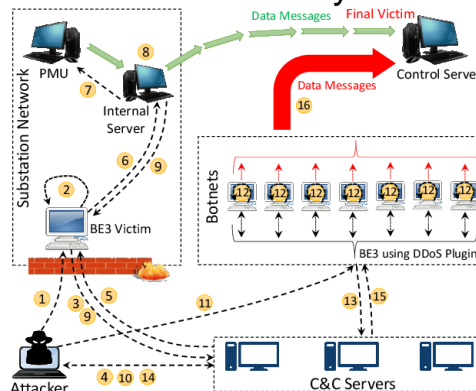 Data Messages
Final Victim
8
PMU
7
Internal
Server
Control Serve
Data Messages
16
Substation Network
6
9
2
12
12
12
12
12
12
12
Botnets
BE3 Victim
BE3 using DDoS Plugin
1
3
9
5
11
13
15
4
10
14
Attacker
C&C Servers